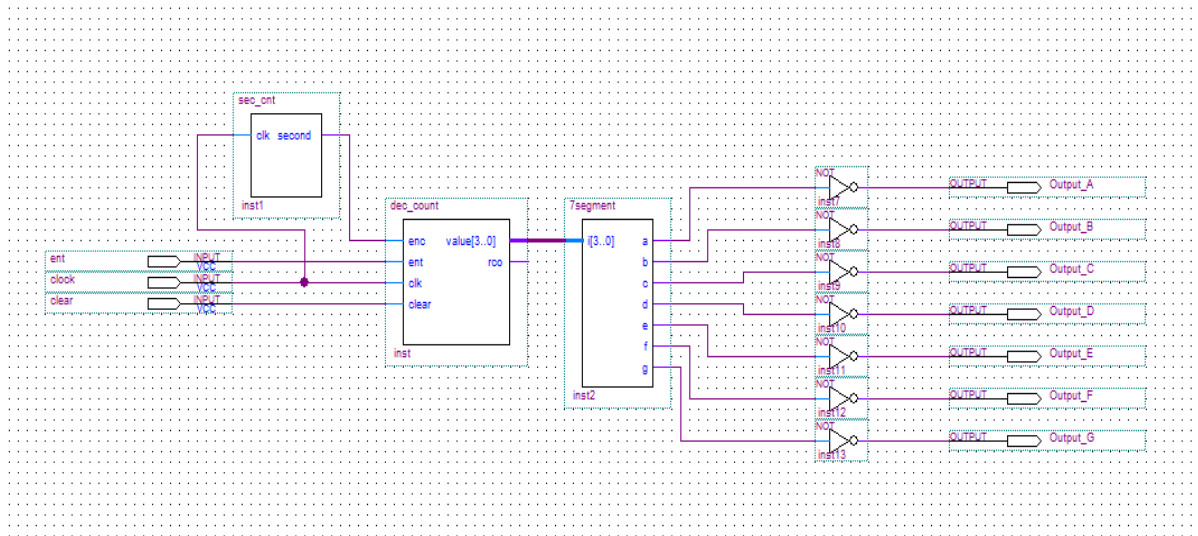 sec_cnt
clk second
inst1
dec_count
enc value[3..0]
ent rco
clk
clear
inst
7segment
i[3..0] a
b
c
d
e
f
g
inst2
ent INPUT
VCC
clock INPUT
VCC
clear INPUT
VCC
NOT
inst7
OUTPUT Output_A
NOT
inst8
OUTPUT Output_B
NOT
inst9
OUTPUT Output_C
NOT
inst10
OUTPUT Output_D
NOT
inst11
OUTPUT Output_E
NOT
inst12
OUTPUT Output_F
NOT
inst13
OUTPUT Output_G